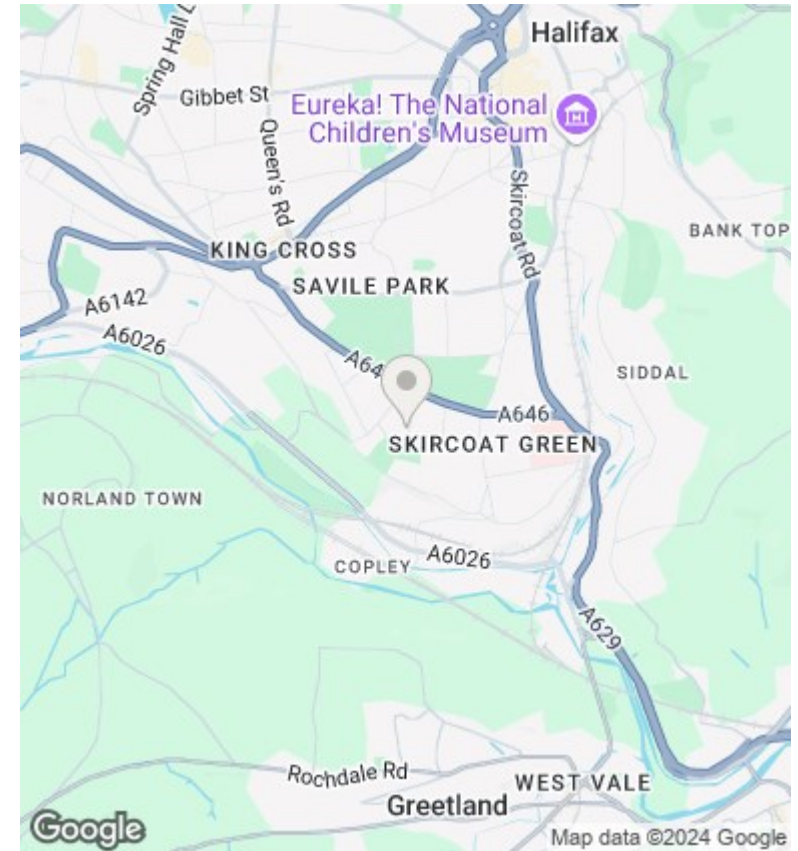 Halifax
Spring Hall L
Gibbet St
Eureka! The National
Children's Museum
Queen's Rd
Skircoat Rd
BANK TOP
KING CROSS
SAVILE PARK
A6142
A6026
A64
SIDDAL
A646
SKIRCOAT GREEN
NORLAND TOWN
COPLEY
A6026
A629
Rochdale Rd
WEST VALE
Greetland
Google
Map data ©2024 Google